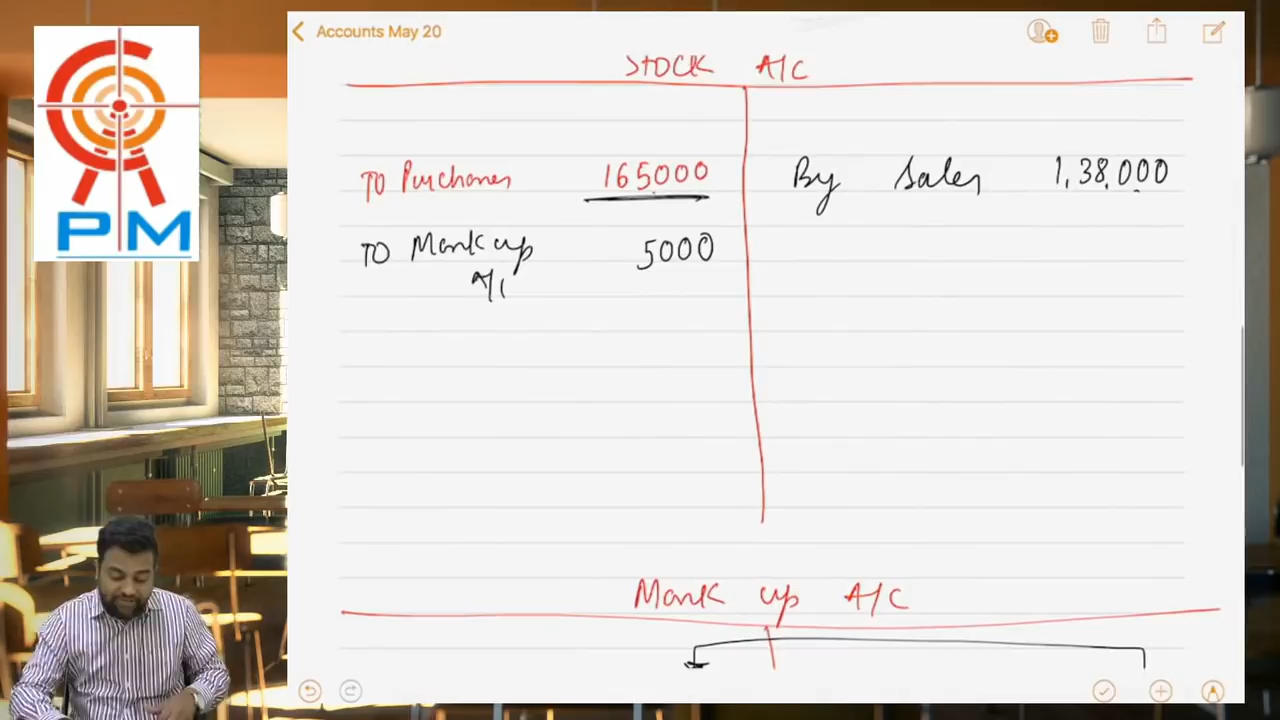 PM
Accounts May 20
STOCK A/C
TO Purchases 165000
By Sales 1,38,000
TO Mark up 5000
A/C
Mark up A/C